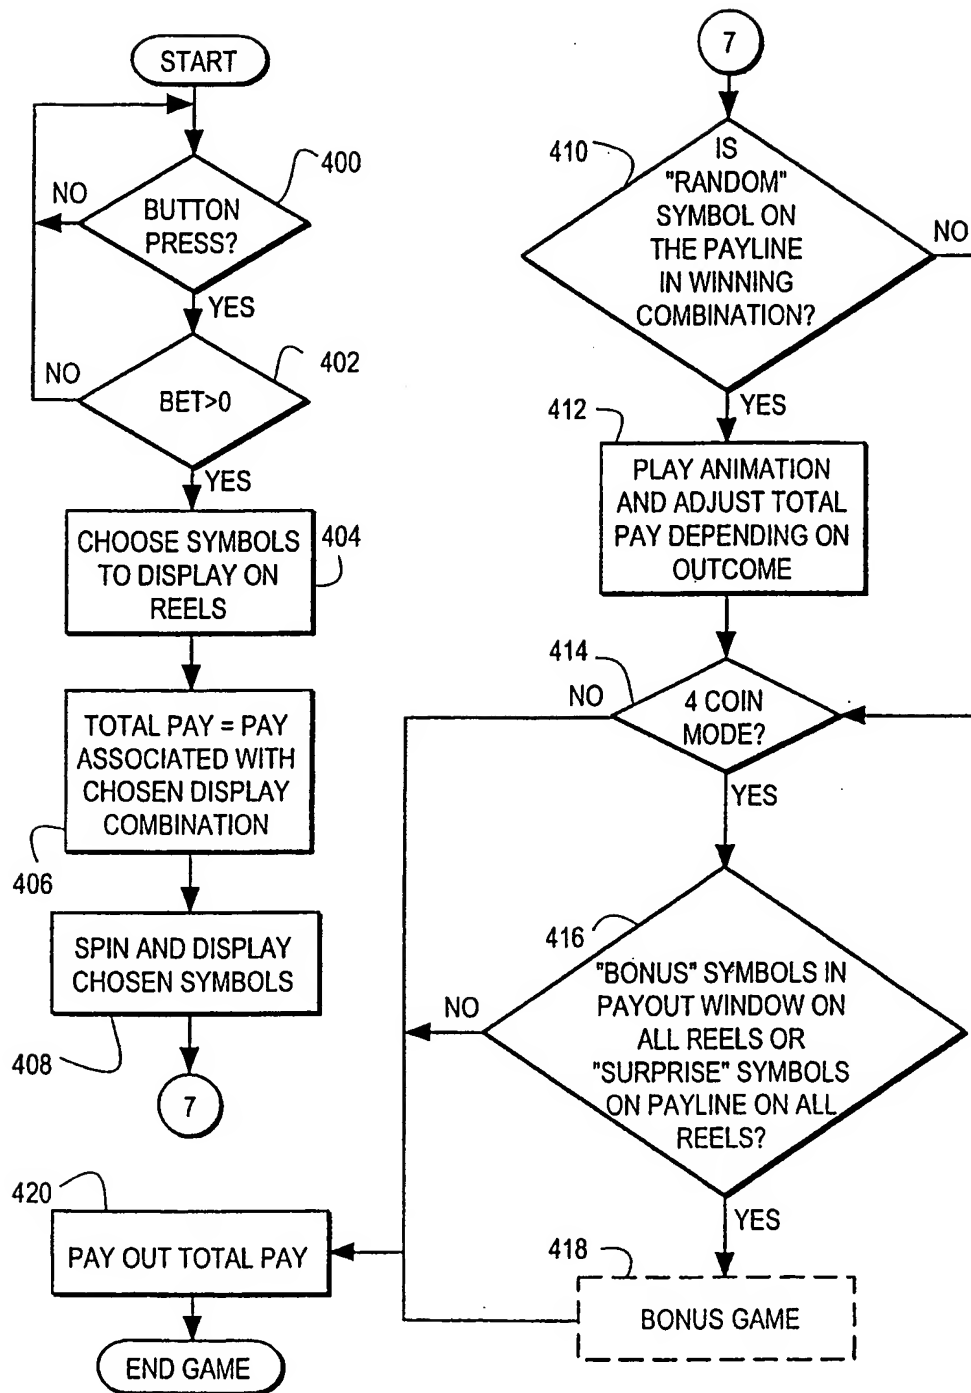 START
400
NO
BUTTON
PRESS?
YES
402
NO
BET>0
YES
CHOOSE SYMBOLS
TO DISPLAY ON
REELS
404
TOTAL PAY = PAY
ASSOCIATED WITH
CHOSEN DISPLAY
COMBINATION
406
SPIN AND DISPLAY
CHOSEN SYMBOLS
408
7
7
410
IS
"RANDOM"
SYMBOL ON
THE PAYLINE
IN WINNING
COMBINATION?
NO
YES
412
PLAY ANIMATION
AND ADJUST TOTAL
PAY DEPENDING ON
OUTCOME
414
NO
4 COIN
MODE?
YES
416
NO
"BONUS" SYMBOLS IN
PAYOUT WINDOW ON
ALL REELS OR
"SURPRISE" SYMBOLS
ON PAYLINE ON ALL
REELS?
YES
418
BONUS GAME
420
PAY OUT TOTAL PAY
END GAME